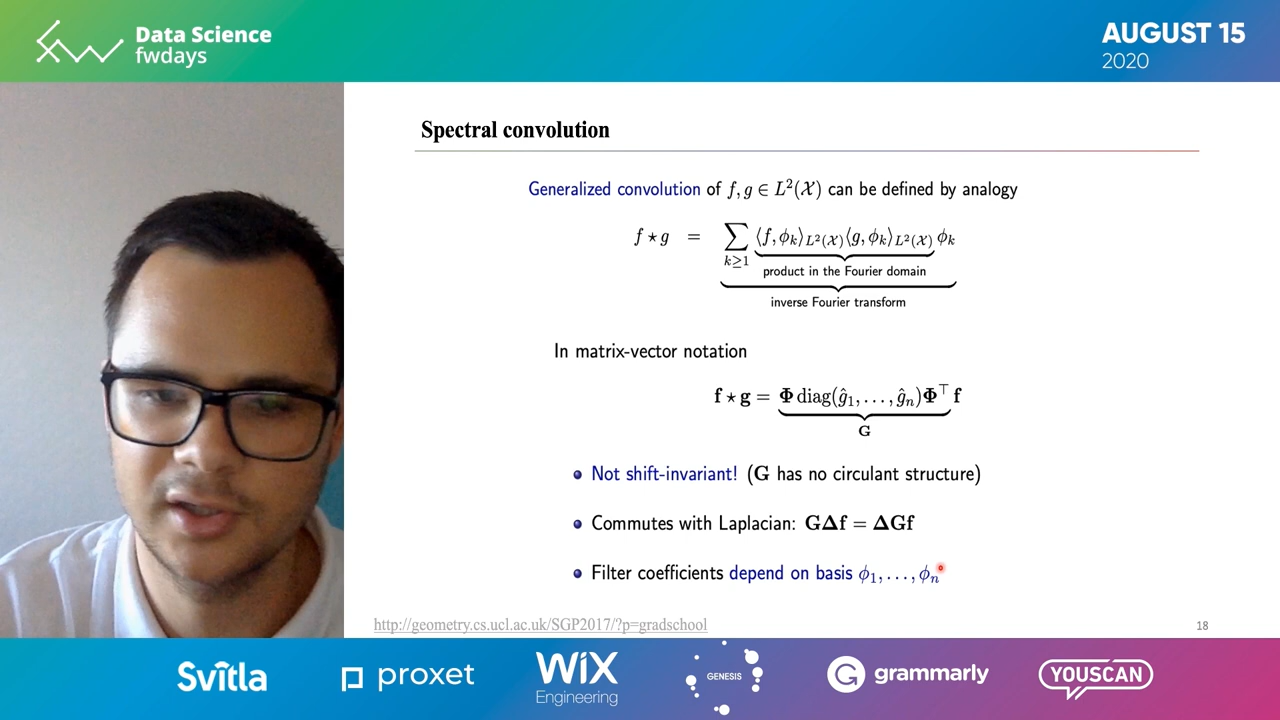 Data Science
fwdays
AUGUST 15
2020
Spectral convolution
Generalized convolution of f, g ∈ L²(𝒳) can be defined by analogy
f ⋆ g = ∑_{k≥1} ⟨f, ϕ_k⟩_{L²(𝒳)} ⟨g, ϕ_k⟩_{L²(𝒳)} ϕ_k
product in the Fourier domain
inverse Fourier transform
In matrix-vector notation
f ⋆ g = Φ diag(ĝ₁, . . . , ĝₙ)Φ^⊤ f
G
Not shift-invariant! (G has no circulant structure)
Commutes with Laplacian: GΔf = ΔGf
Filter coefficients depend on basis ϕ₁, . . . , ϕₙ
http://geometry.cs.ucl.ac.uk/SGP2017/?p=gradschool
18
Svitla
proxet
WiX
Engineering
GENESIS
G grammarly
YOUSCAN